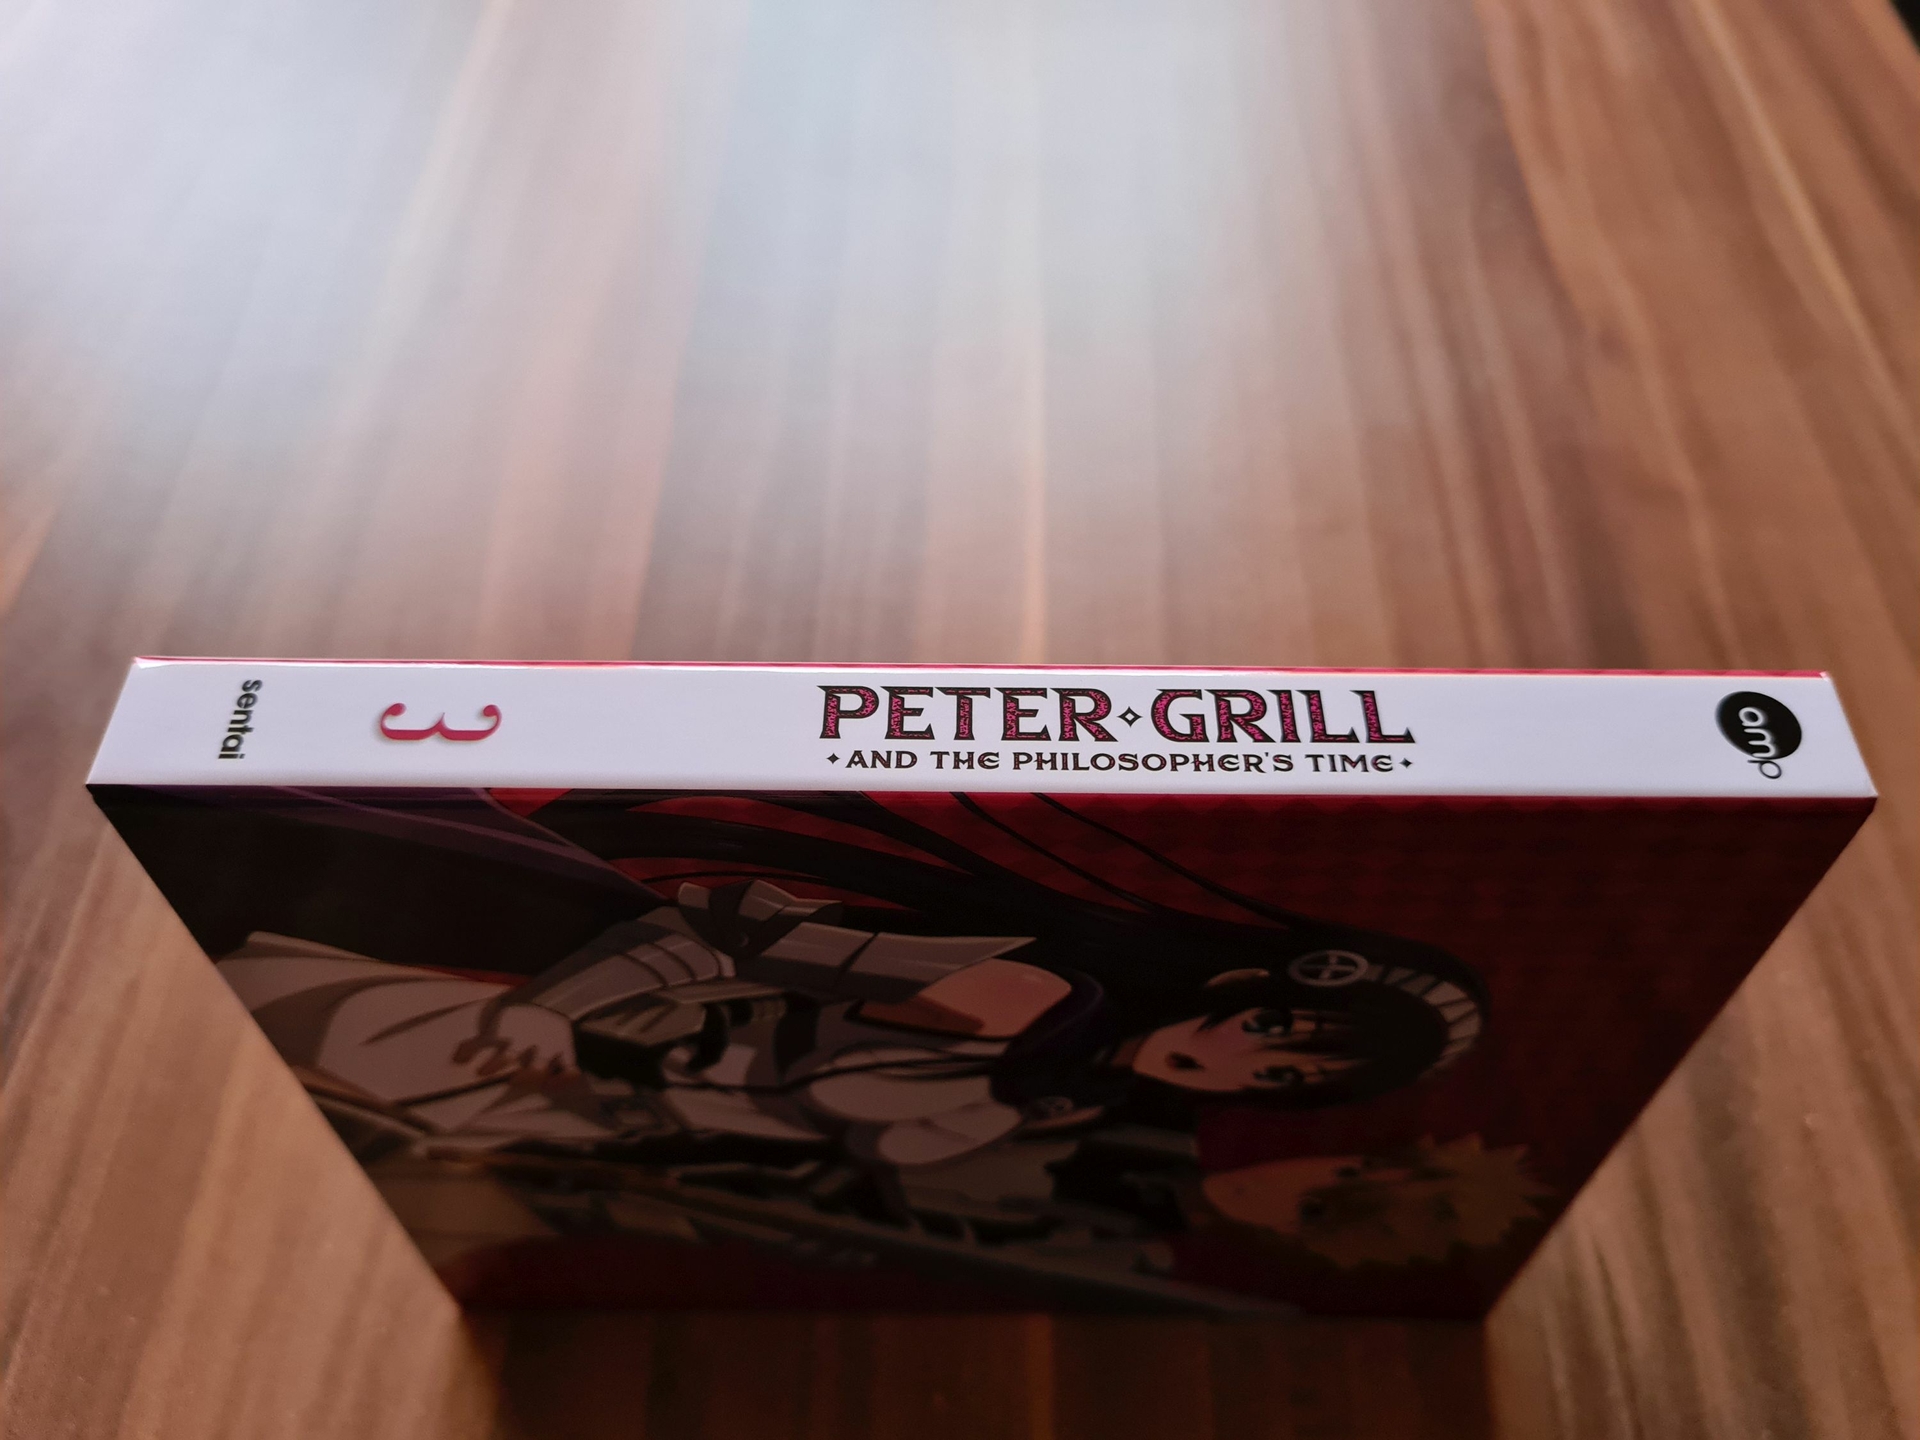 sentai
3
PETER GRILL
AND THE PHILOSOPHER'S TIME
amp